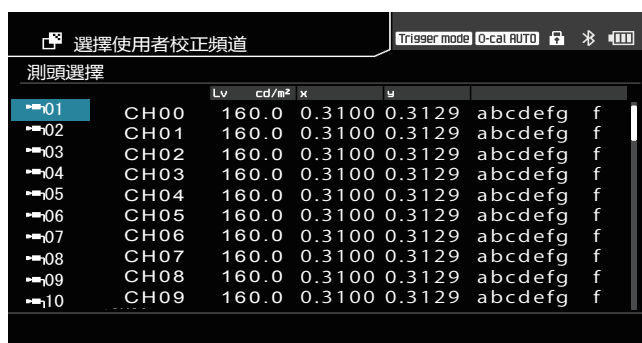 選擇使用者校正頻道 Trigger mode 0-cal AUTO
測頭選擇
Lv cd/m² x y
01 CH00 160.0 0.3100 0.3129 abcdefg f
02 CH01 160.0 0.3100 0.3129 abcdefg f
03 CH02 160.0 0.3100 0.3129 abcdefg f
04 CH03 160.0 0.3100 0.3129 abcdefg f
05 CH04 160.0 0.3100 0.3129 abcdefg f
06 CH05 160.0 0.3100 0.3129 abcdefg f
07 CH06 160.0 0.3100 0.3129 abcdefg f
08 CH07 160.0 0.3100 0.3129 abcdefg f
09 CH08 160.0 0.3100 0.3129 abcdefg f
10 CH09 160.0 0.3100 0.3129 abcdefg f